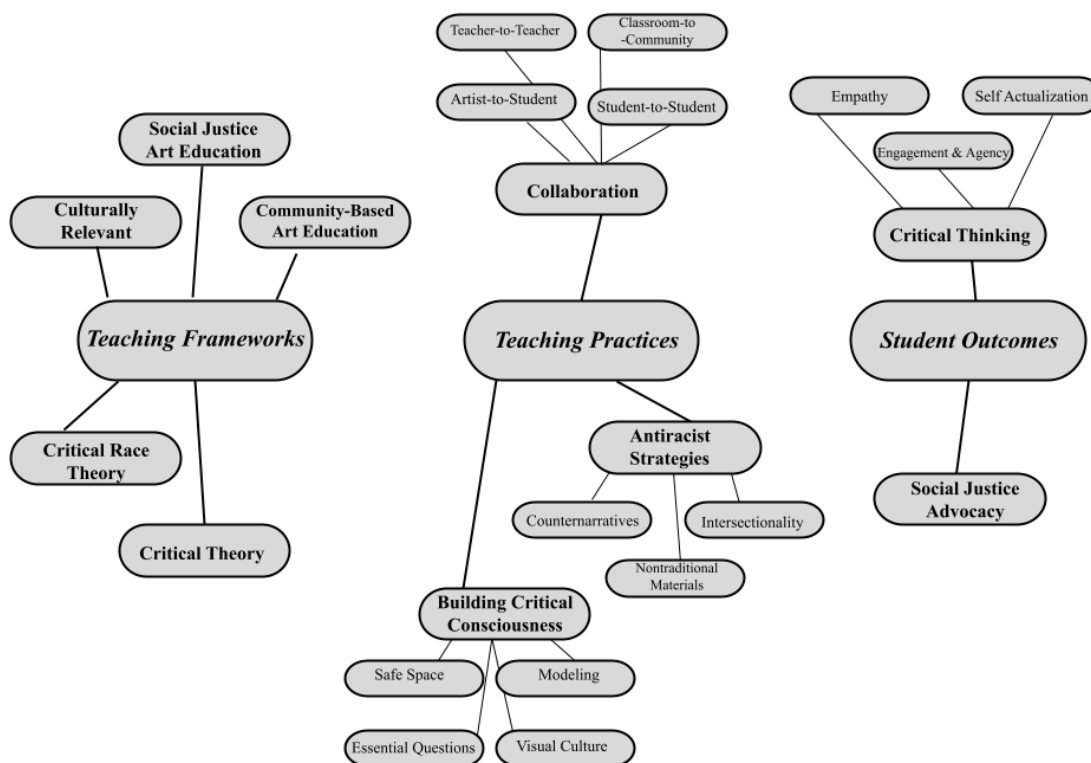 Teacher-to-Teacher
Classroom-to
-Community
Artist-to-Student
Student-to-Student
Collaboration
Empathy
Self Actualization
Engagement & Agency
Critical Thinking
Social Justice
Art Education
Culturally
Relevant
Community-Based
Art Education
Teaching Frameworks
Critical Race
Theory
Critical Theory
Teaching Practices
Antiracist
Strategies
Counternarratives
Intersectionality
Nontraditional
Materials
Building Critical
Consciousness
Safe Space
Modeling
Essential Questions
Visual Culture
Student Outcomes
Social Justice
Advocacy